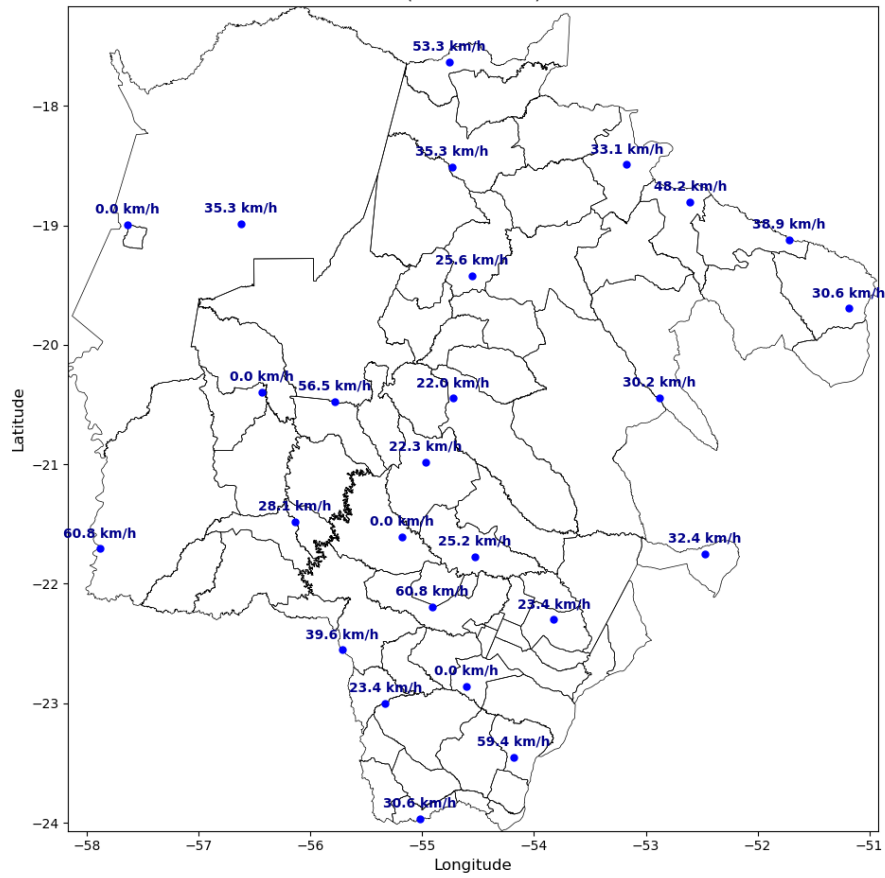 53.3 km/h
−18
35.3 km/h
33.1 km/h
48.2 km/h
0.0 km/h
35.3 km/h
38.9 km/h
−19
25.6 km/h
30.6 km/h
−20
0.0 km/h
56.5 km/h
22.0 km/h
30.2 km/h
Latitude
22.3 km/h
−21
28.1 km/h
0.0 km/h
60.8 km/h
25.2 km/h
32.4 km/h
−22
60.8 km/h
23.4 km/h
39.6 km/h
0.0 km/h
23.4 km/h
−23
59.4 km/h
30.6 km/h
−24
−58 −57 −56 −55 −54 −53 −52 −51
Longitude